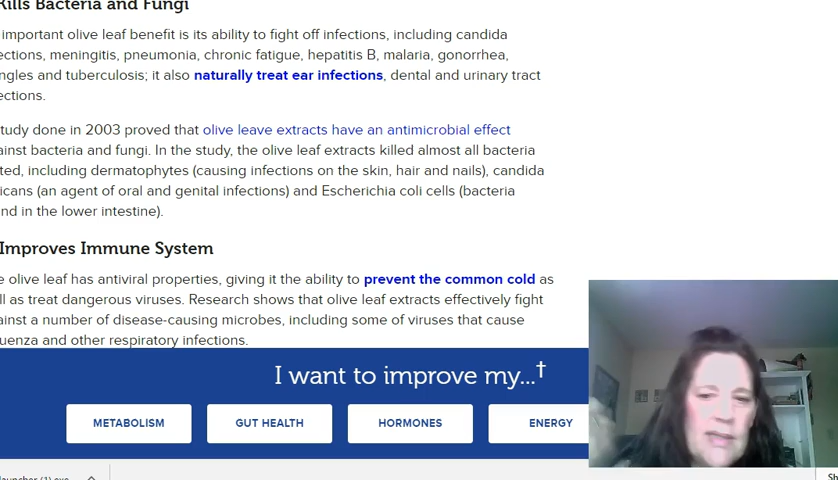 Kills Bacteria and Fungi
important olive leaf benefit is its ability to fight off infections, including candida
ections, meningitis, pneumonia, chronic fatigue, hepatitis B, malaria, gonorrhea,
ngles and tuberculosis; it also naturally treat ear infections, dental and urinary tract
ections.
tudy done in 2003 proved that olive leave extracts have an antimicrobial effect
ainst bacteria and fungi. In the study, the olive leaf extracts killed almost all bacteria
ted, including dermatophytes (causing infections on the skin, hair and nails), candida
icans (an agent of oral and genital infections) and Escherichia coli cells (bacteria
nd in the lower intestine).
Improves Immune System
e olive leaf has antiviral properties, giving it the ability to prevent the common cold as
ll as treat dangerous viruses. Research shows that olive leaf extracts effectively fight
ainst a number of disease-causing microbes, including some of viruses that cause
uenza and other respiratory infections.
I want to improve my...†
METABOLISM GUT HEALTH HORMONES ENERGY
launcher (1).exe Sh